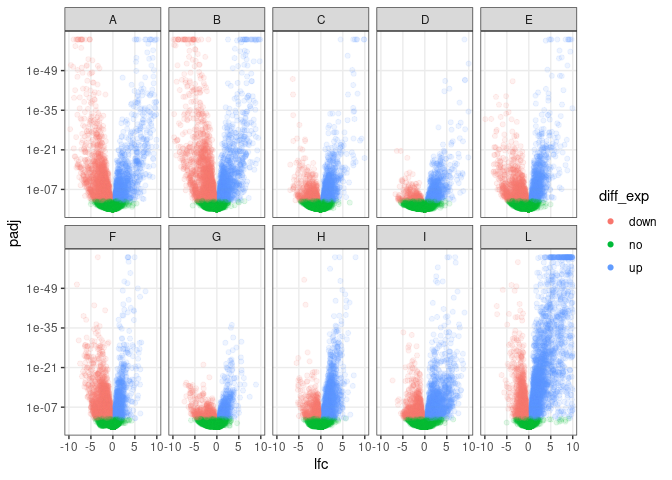 A B C D E
1e-49
1e-35
1e-21
1e-07
padj
diff_exp
down
no
up
F G H I L
1e-49
1e-35
1e-21
1e-07
-10 -5 0 5 10 -10 -5 0 5 10 -10 -5 0 5 10 -10 -5 0 5 10 -10 -5 0 5 10
lfc